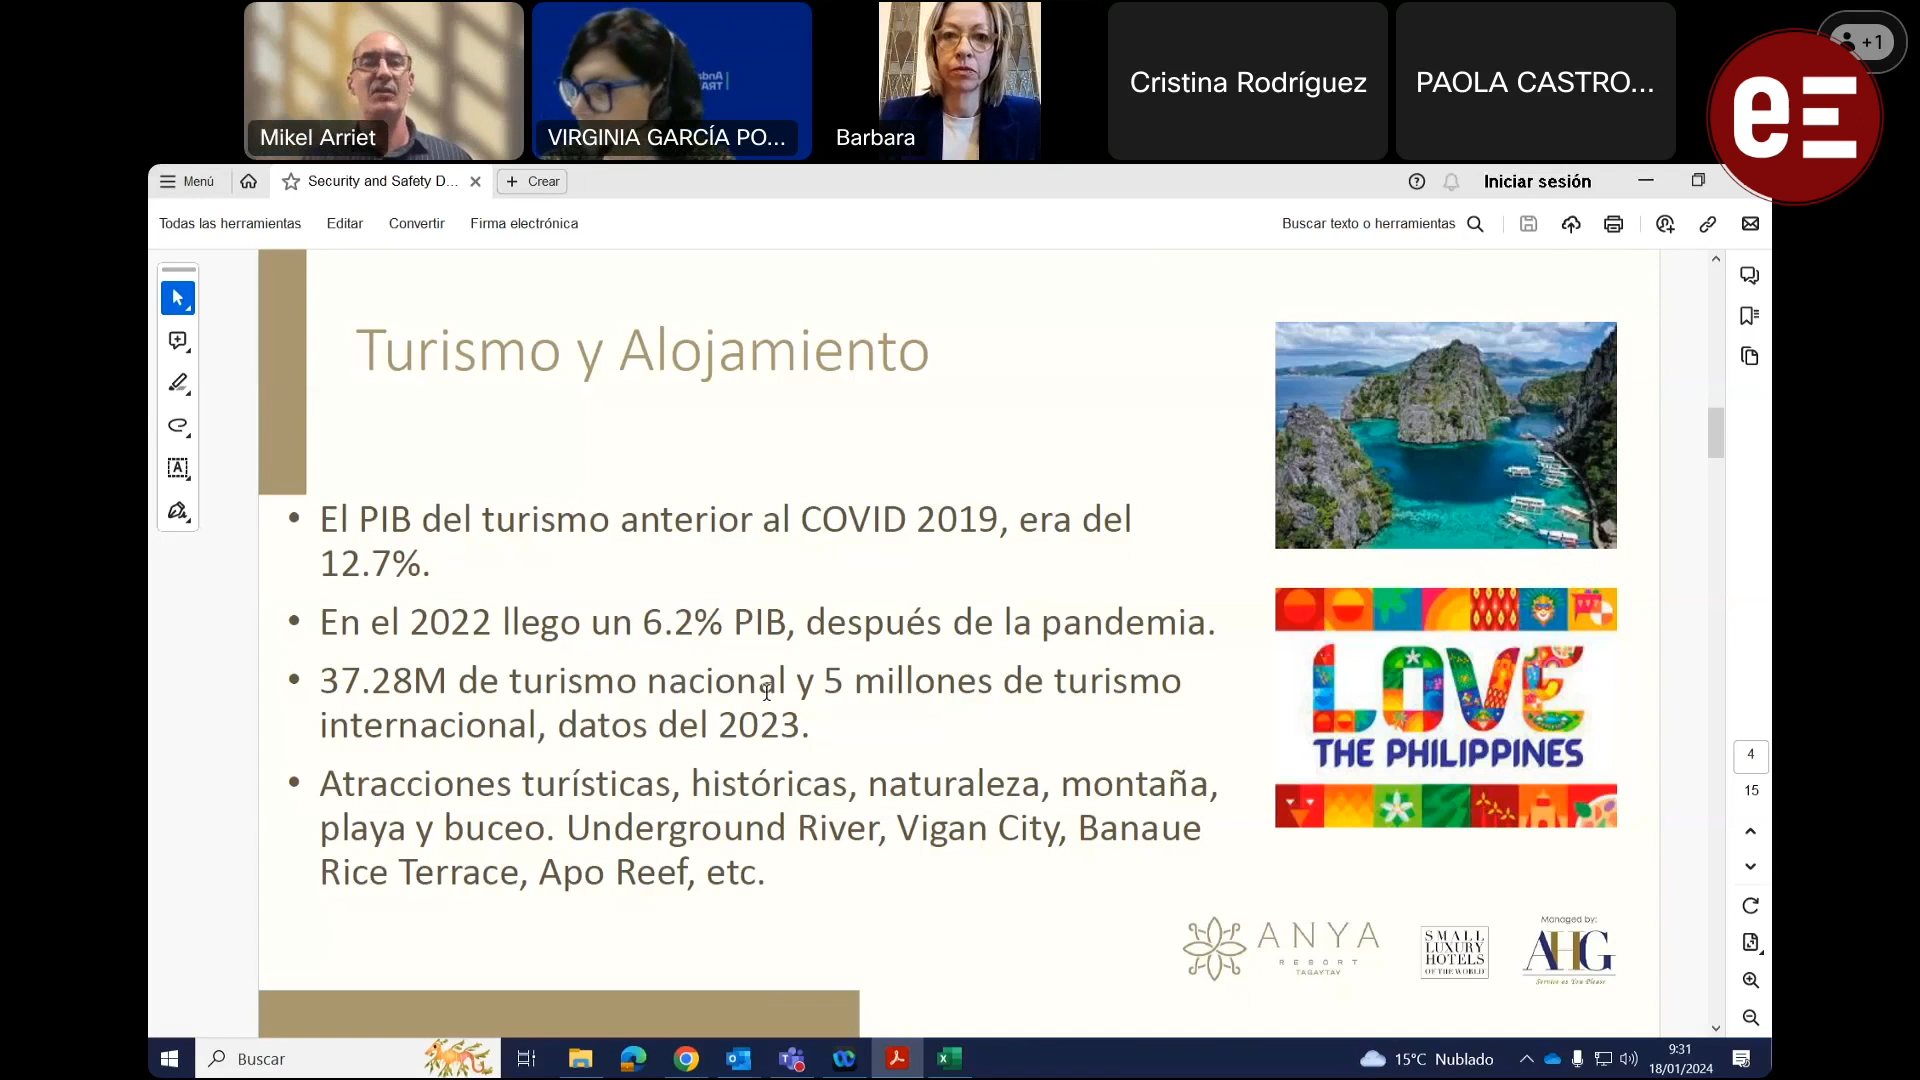 +1
Cristina Rodríguez
PAOLA CASTRO...
Mikel Arriet
VIRGINIA GARCÍA PO...
Barbara
eE
Menú
Security and Safety D...
Crear
Iniciar sesión
Todas las herramientas
Editar
Convertir
Firma electrónica
Buscar texto o herramientas
Turismo y Alojamiento
• El PIB del turismo anterior al COVID 2019, era del
12.7%.
• En el 2022 llego un 6.2% PIB, después de la pandemia.
• 37.28M de turismo nacional y 5 millones de turismo
internacional, datos del 2023.
• Atracciones turísticas, históricas, naturaleza, montaña,
playa y buceo. Underground River, Vigan City, Banaue
Rice Terrace, Apo Reef, etc.
LOVE
THE PHILIPPINES
4
15
ANYA
RESORT
TAGAYTAY
SMALL
LUXURY
HOTELS
OF THE WORLD
Managed by:
AHG
Service as You Please
Buscar
15°C Nublado
9:31
18/01/2024